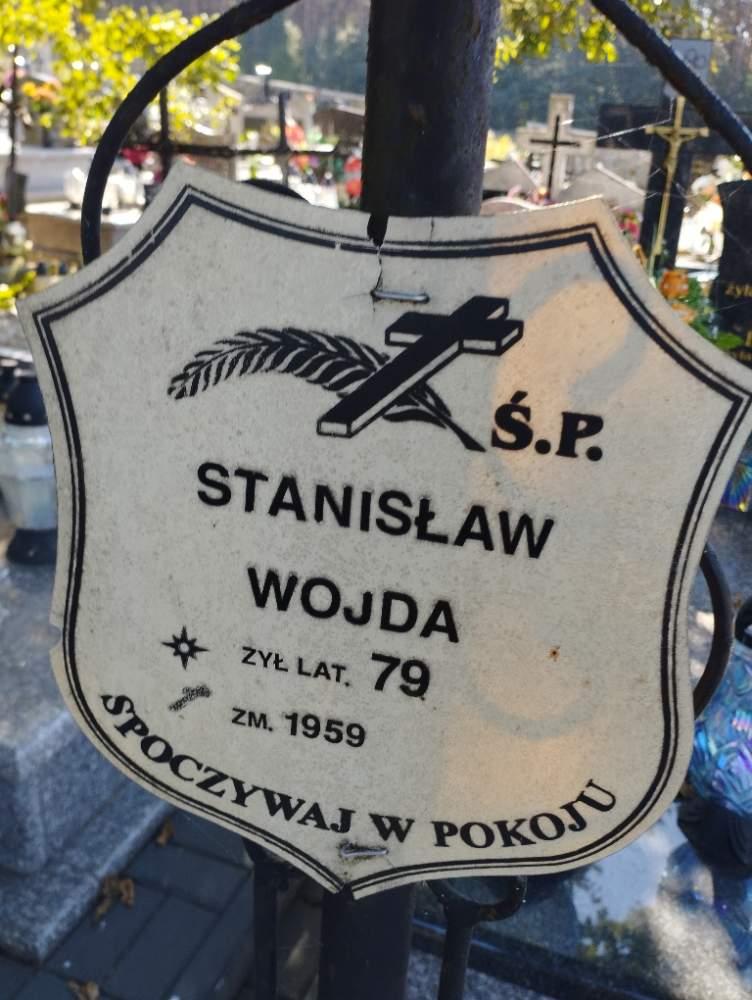 Ś.P.
STANISŁAW
WOJDA
ŻYŁ LAT. 79
ZM. 1959
SPOCZYWAJ W POKOJU